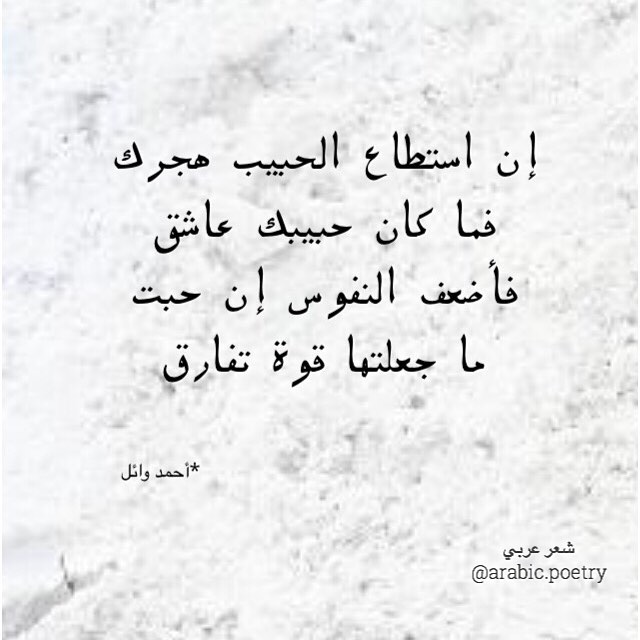 إن استطاع الحبيب هجرك
فما كان حبيبك عاشق
فأضعف النفوس إن حبت
ما جعلتها قوة تفارق
*أحمد وائل
شعر عربي
@arabic.poetry